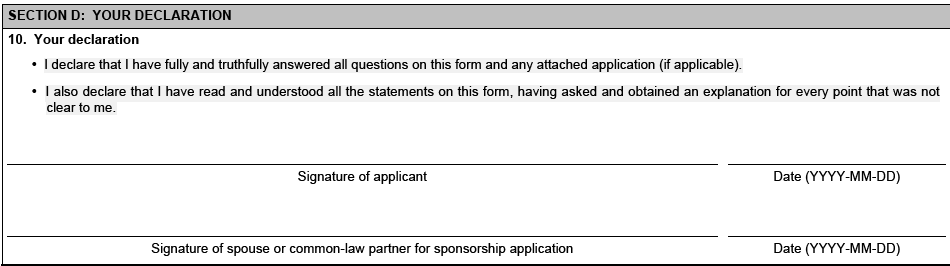 SECTION D: YOUR DECLARATION
10. Your declaration
• I declare that I have fully and truthfully answered all questions on this form and any attached application (if applicable).
• I also declare that I have read and understood all the statements on this form, having asked and obtained an explanation for every point that was not
clear to me.
Signature of applicant Date (YYYY-MM-DD)
Signature of spouse or common-law partner for sponsorship application Date (YYYY-MM-DD)